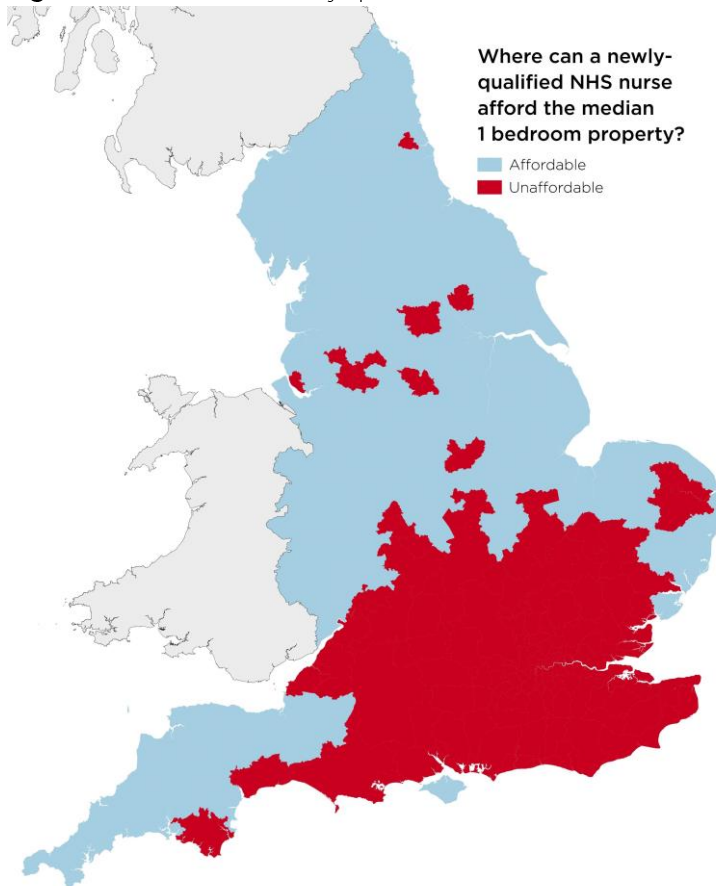 Where can a newly-
qualified NHS nurse
afford the median
1 bedroom property?
Affordable
Unaffordable